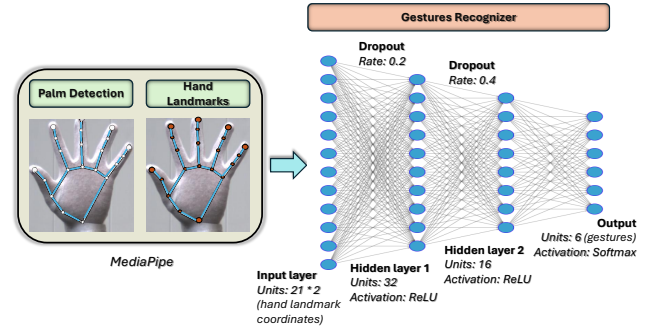 Gestures Recognizer
Palm Detection
Hand
Landmarks
MediaPipe
Dropout
Rate: 0.2
Dropout
Rate: 0.4
Input layer
Units: 21 * 2
(hand landmark
coordinates)
Hidden layer 1
Units: 32
Activation: ReLU
Hidden layer 2
Units: 16
Activation: ReLU
Output
Units: 6 (gestures)
Activation: Softmax